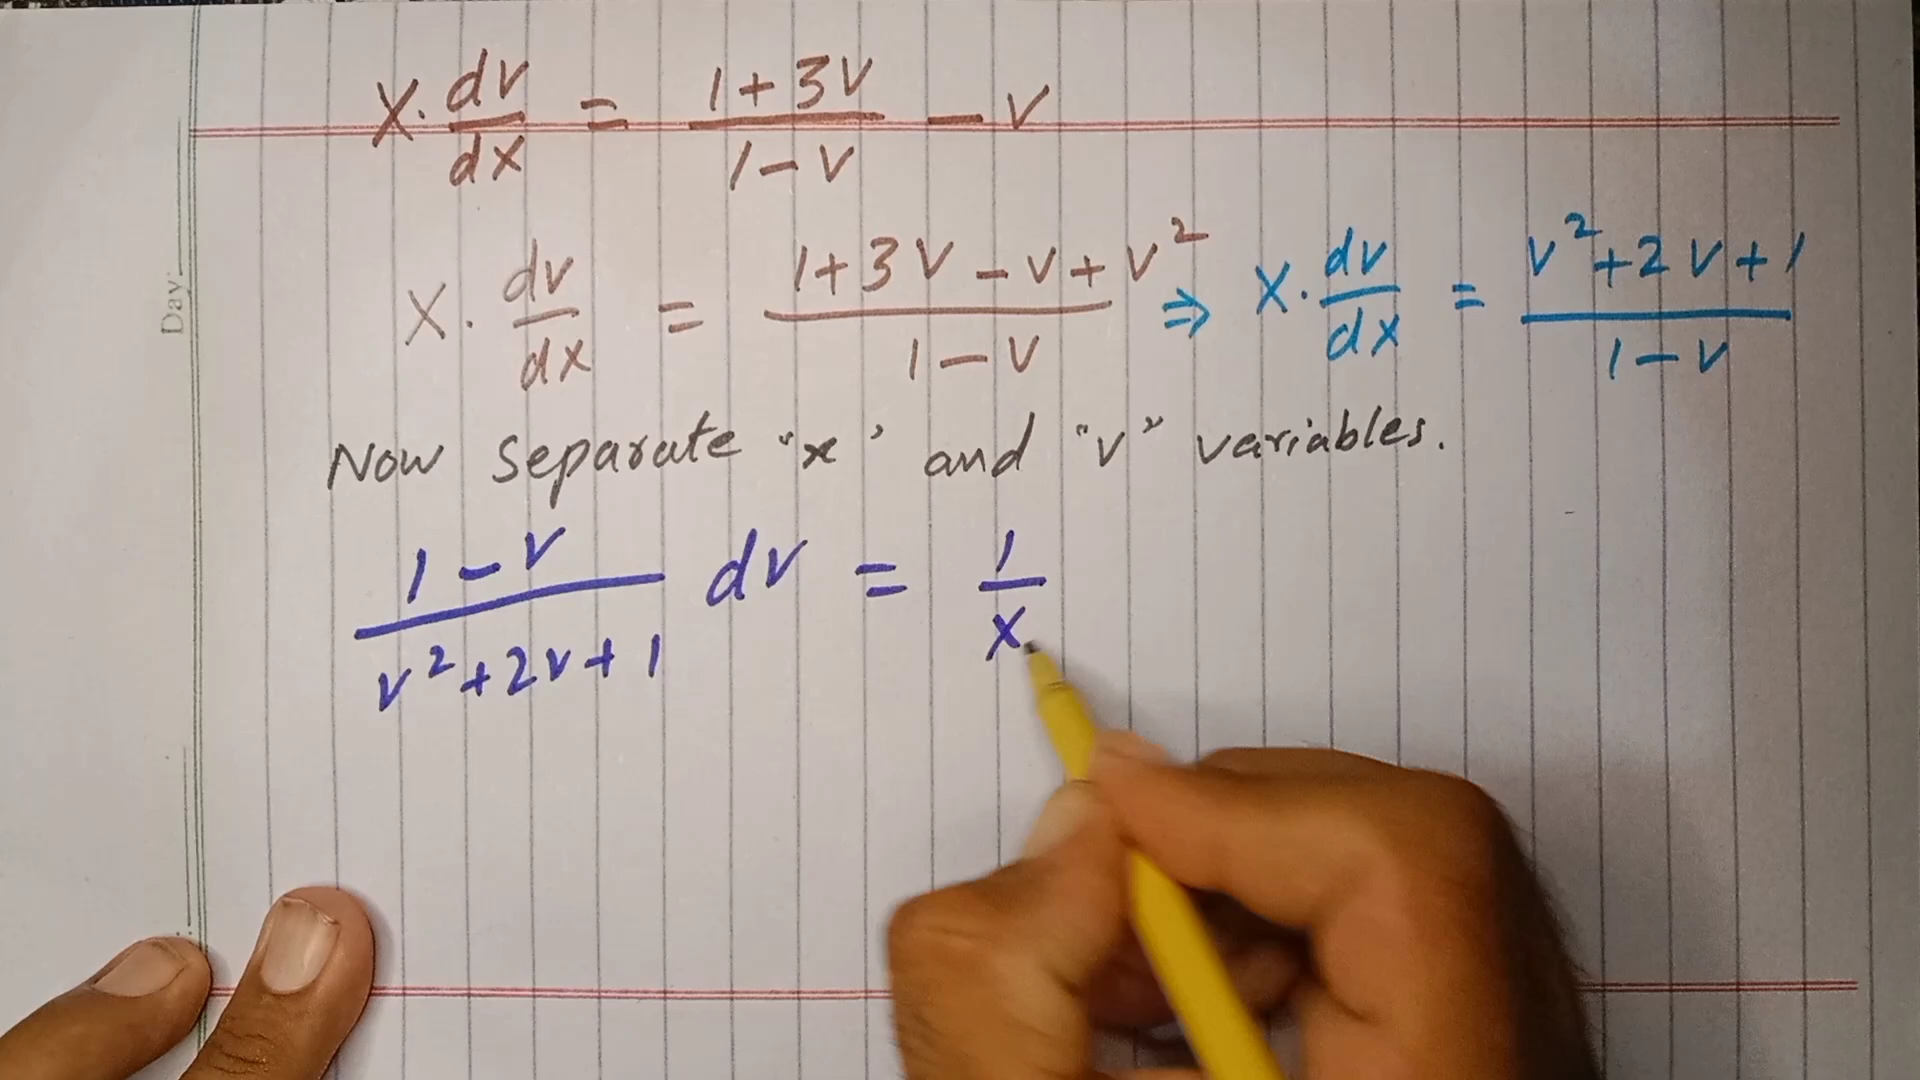 Day:
x. dv/dx = (1+3v)/(1-v) - v
x. dv/dx = (1+3v-v+v²)/(1-v) ⇒ x. dv/dx = (v²+2v+1)/(1-v)
Now separate "x" and "v" variables.
(1-v)/(v²+2v+1) dv = 1/x